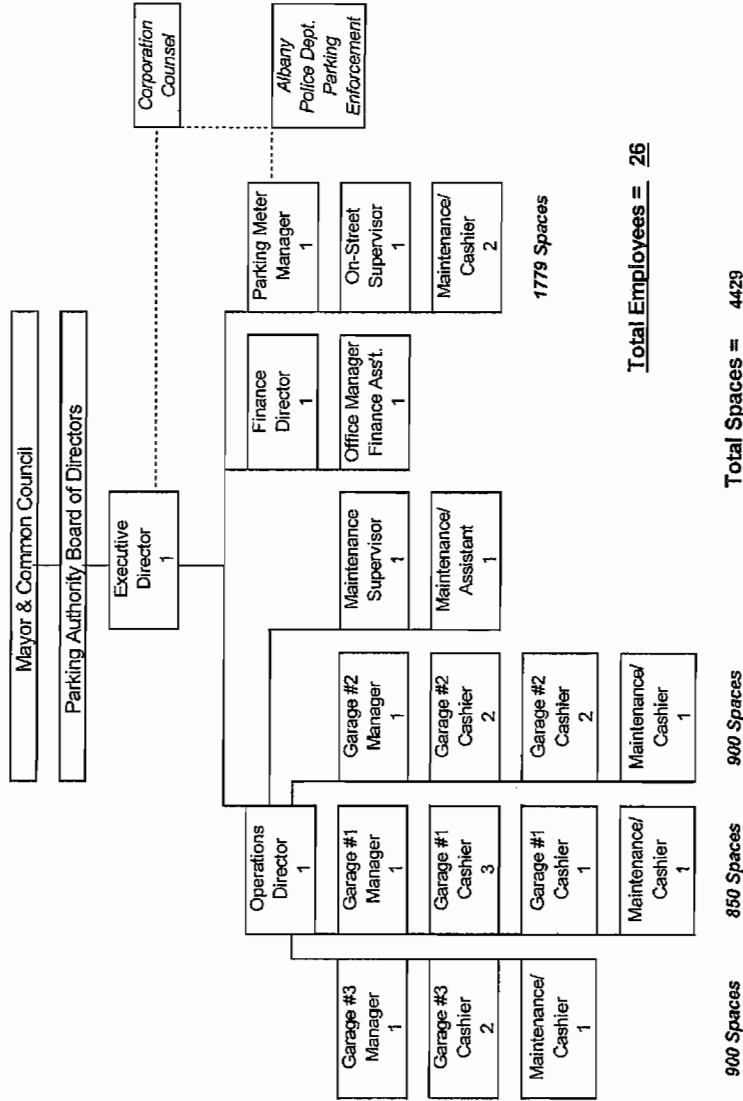 Mayor & Common Council
Parking Authority Board of Directors
Executive
Director
1
Corporation
Counsel
Albany
Police Dept.
Parking
Enforcement
Operations
Director
1
Finance
Director
1
Parking Meter
Manager
1
Garage #3
Manager
1
Garage #1
Manager
1
Garage #2
Manager
1
Maintenance
Supervisor
1
Office Manager
Finance Ass't.
1
On-Street
Supervisor
1
Garage #3
Cashier
2
Garage #1
Cashier
3
Garage #2
Cashier
2
Maintenance/
Assistant
1
Maintenance/
Cashier
2
Maintenance/
Cashier
1
Garage #1
Cashier
1
Garage #2
Cashier
2
Maintenance/
Cashier
1
Maintenance/
Cashier
1
1779 Spaces
900 Spaces
850 Spaces
900 Spaces
Total Employees = 26
Total Spaces = 4429